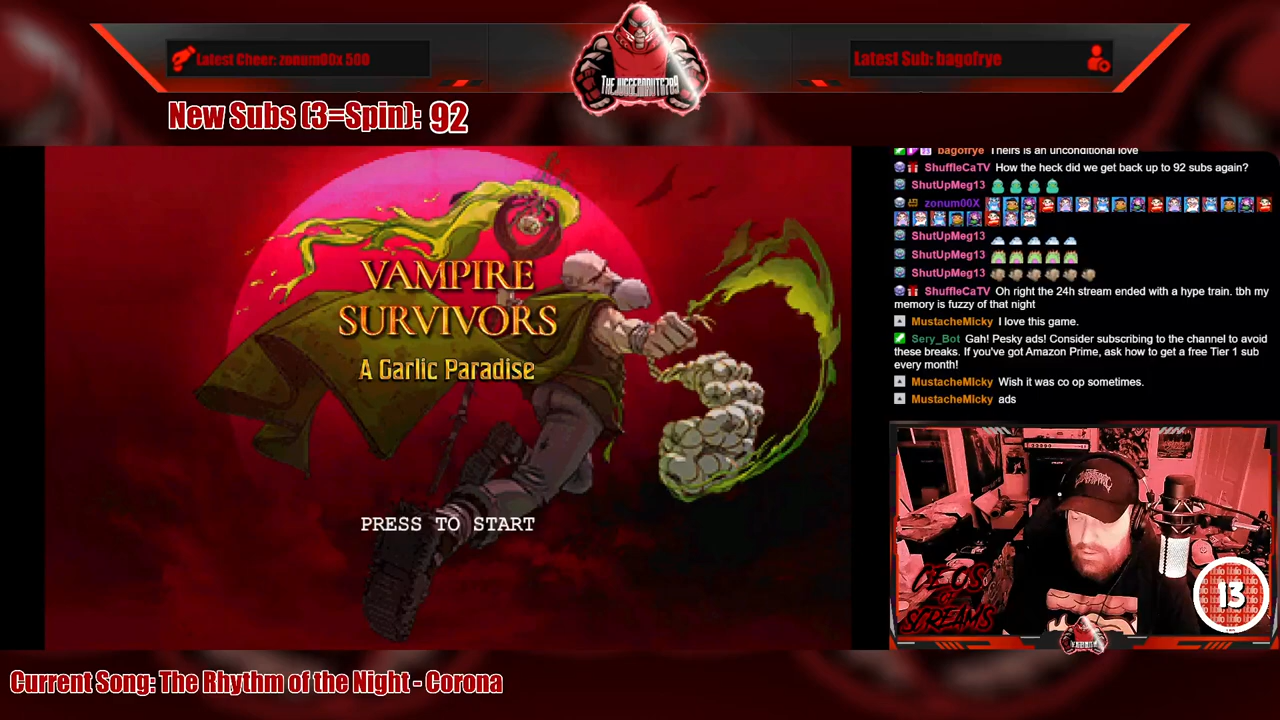 Latest Cheer: zonum00x 500
THEJUGGERNAUT6789
Latest Sub: bagofrye
New Subs (3=Spin): 92
bagofrye Theirs is an unconditional love
ShuffleCaTV How the heck did we get back up to 92 subs again?
ShutUpMeg13
zonum00X
ShutUpMeg13
ShutUpMeg13
ShutUpMeg13
ShuffleCaTV Oh right the 24h stream ended with a hype train. tbh my
memory is fuzzy of that night
MustacheMicky I love this game.
Sery_Bot Gah! Pesky ads! Consider subscribing to the channel to avoid
these breaks. If you've got Amazon Prime, ask how to get a free Tier 1 sub
every month!
MustacheMicky Wish it was co op sometimes.
MustacheMicky ads
VAMPIRE
SURVIVORS
A Garlic Paradise
PRESS TO START
SCREAMS
13
Current Song: The Rhythm of the Night - Corona